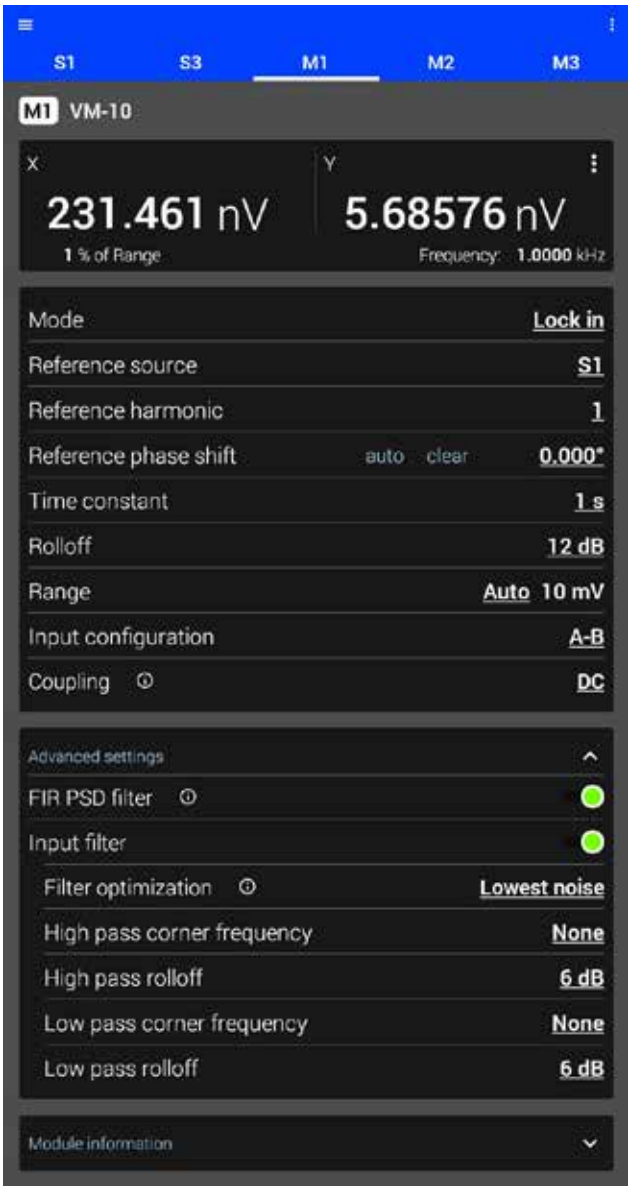 S1 S3 M1 M2 M3
M1 VM-10
X Y
231.461 nV 5.68576 nV
1 % of Range Frequency: 1.0000 kHz
Mode Lock in
Reference source S1
Reference harmonic 1
Reference phase shift auto clear 0.000°
Time constant 1 s
Rolloff 12 dB
Range Auto 10 mV
Input configuration A-B
Coupling DC
Advanced settings
FIR PSD filter
Input filter
Filter optimization Lowest noise
High pass corner frequency None
High pass rolloff 6 dB
Low pass corner frequency None
Low pass rolloff 6 dB
Module information